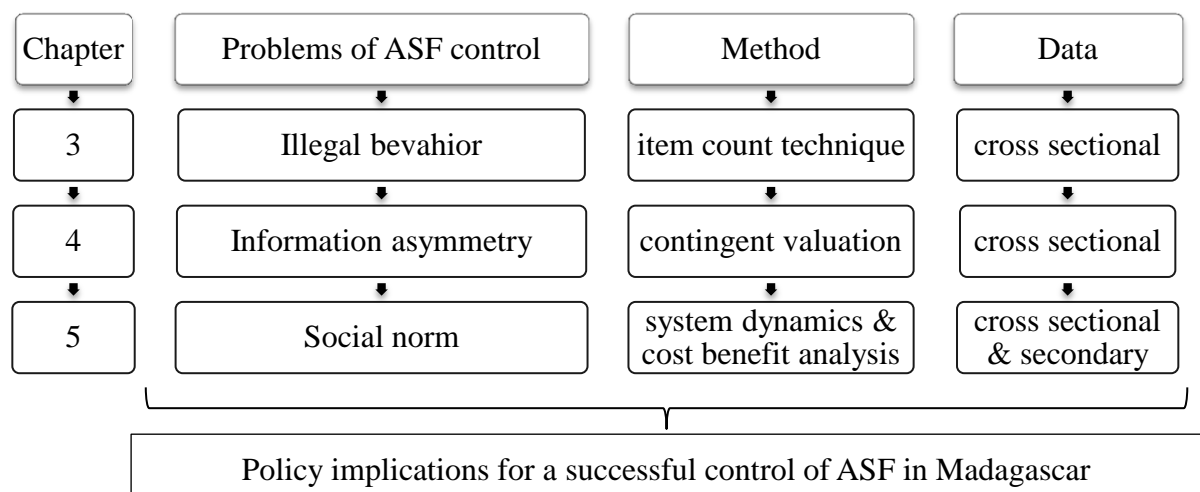 Chapter
Problems of ASF control
Method
Data
3
Illegal bevahior
item count technique
cross sectional
4
Information asymmetry
contingent valuation
cross sectional
5
Social norm
system dynamics &
cost benefit analysis
cross sectional
& secondary
Policy implications for a successful control of ASF in Madagascar